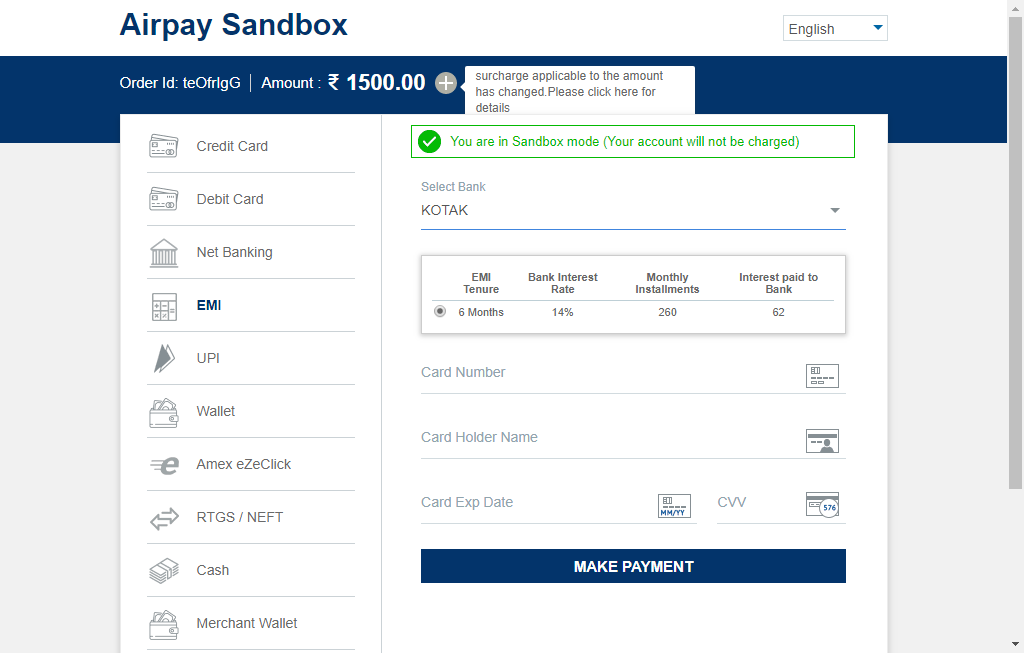 Airpay Sandbox
English
Order Id: teOfrIgG | Amount : ₹ 1500.00
surcharge applicable to the amount
has changed.Please click here for
details
Credit Card
Debit Card
Net Banking
EMI
UPI
Wallet
Amex eZeClick
RTGS / NEFT
Cash
Merchant Wallet
You are in Sandbox mode (Your account will not be charged)
Select Bank
KOTAK
EMI Tenure Bank Interest Rate Monthly Installments Interest paid to Bank
6 Months 14% 260 62
Card Number
Card Holder Name
Card Exp Date
MM/YY
CVV
576
MAKE PAYMENT